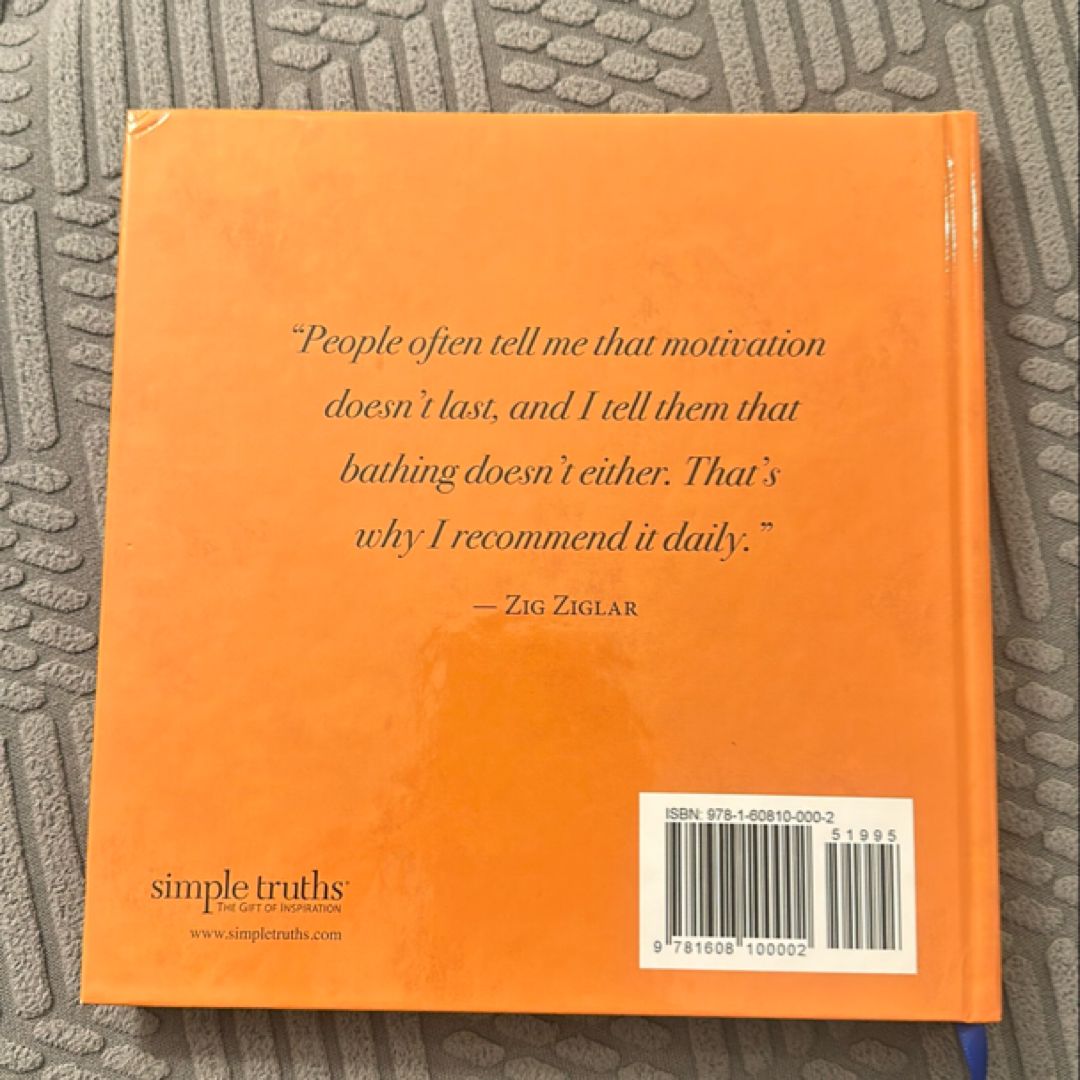 “People often tell me that motivation
doesn’t last, and I tell them that
bathing doesn’t either. That’s
why I recommend it daily.”
— ZIG ZIGLAR
simple truths®
THE GIFT OF INSPIRATION
www.simpletruths.com
ISBN: 978-1-60810-000-2
51995
9 781608 100002